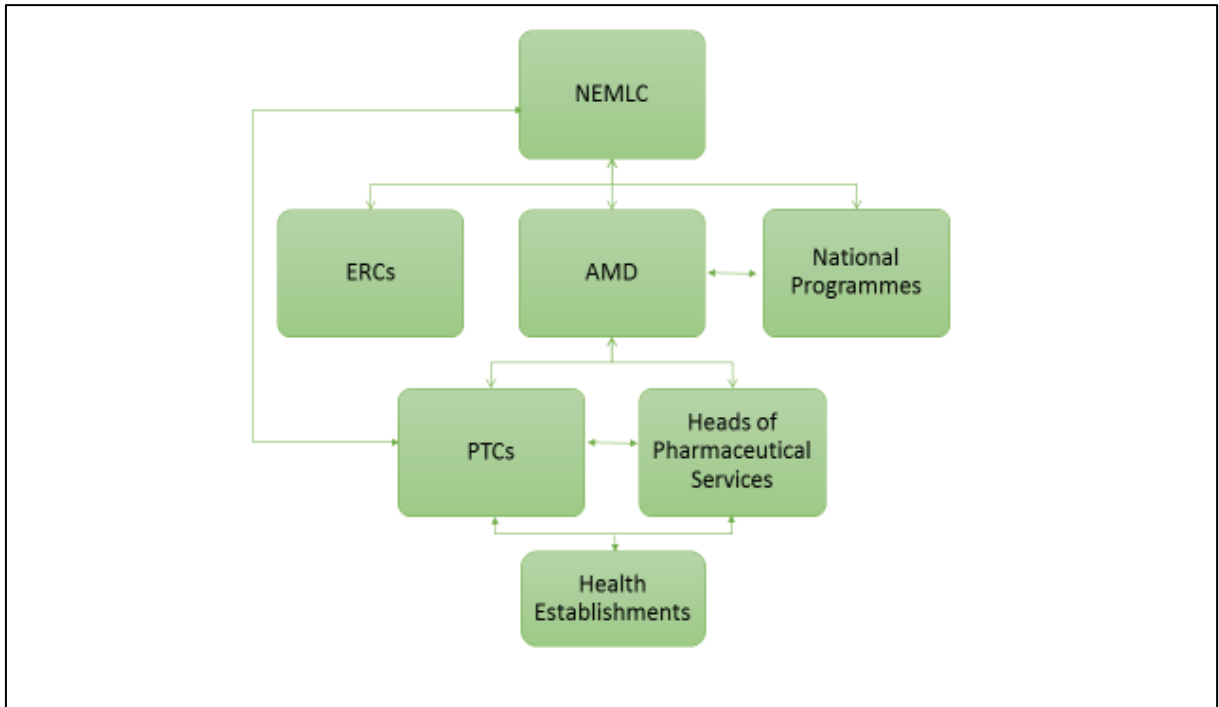 NEMLC
ERCs
AMD
National
Programmes
PTCs
Heads of
Pharmaceutical
Services
Health
Establishments